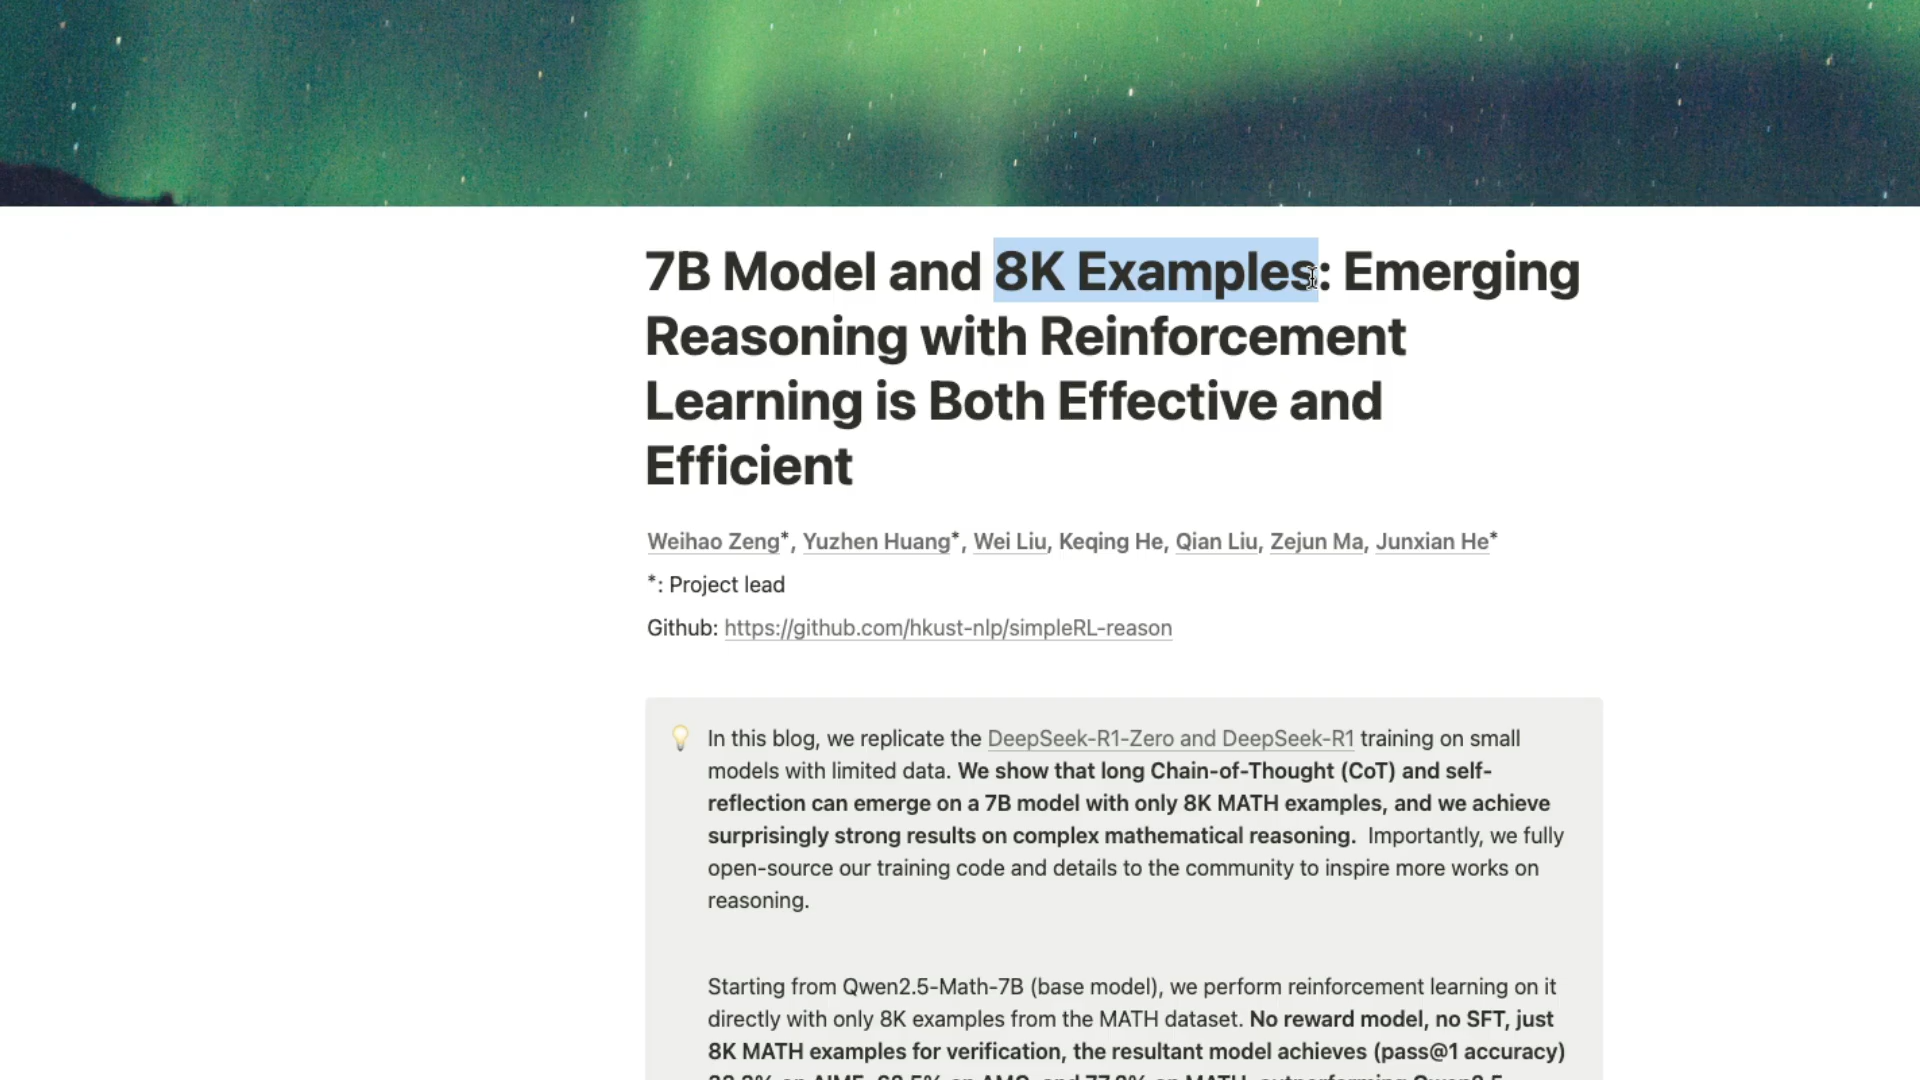 7B Model and 8K Examples: Emerging
Reasoning with Reinforcement
Learning is Both Effective and
Efficient
Weihao Zeng*, Yuzhen Huang*, Wei Liu, Keqing He, Qian Liu, Zejun Ma, Junxian He*
*: Project lead
Github: https://github.com/hkust-nlp/simpleRL-reason
In this blog, we replicate the DeepSeek-R1-Zero and DeepSeek-R1 training on small
models with limited data. We show that long Chain-of-Thought (CoT) and self-
reflection can emerge on a 7B model with only 8K MATH examples, and we achieve
surprisingly strong results on complex mathematical reasoning. Importantly, we fully
open-source our training code and details to the community to inspire more works on
reasoning.
Starting from Qwen2.5-Math-7B (base model), we perform reinforcement learning on it
directly with only 8K examples from the MATH dataset. No reward model, no SFT, just
8K MATH examples for verification, the resultant model achieves (pass@1 accuracy)